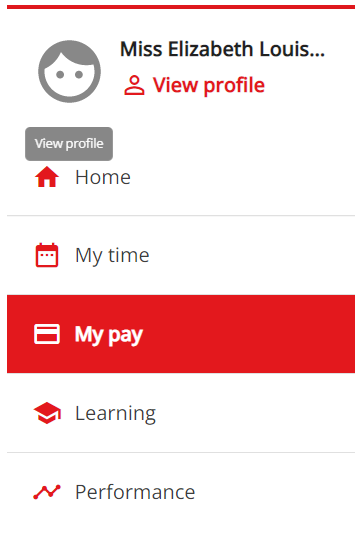 Miss Elizabeth Louis...
View profile
View profile
Home
My time
My pay
Learning
Performance